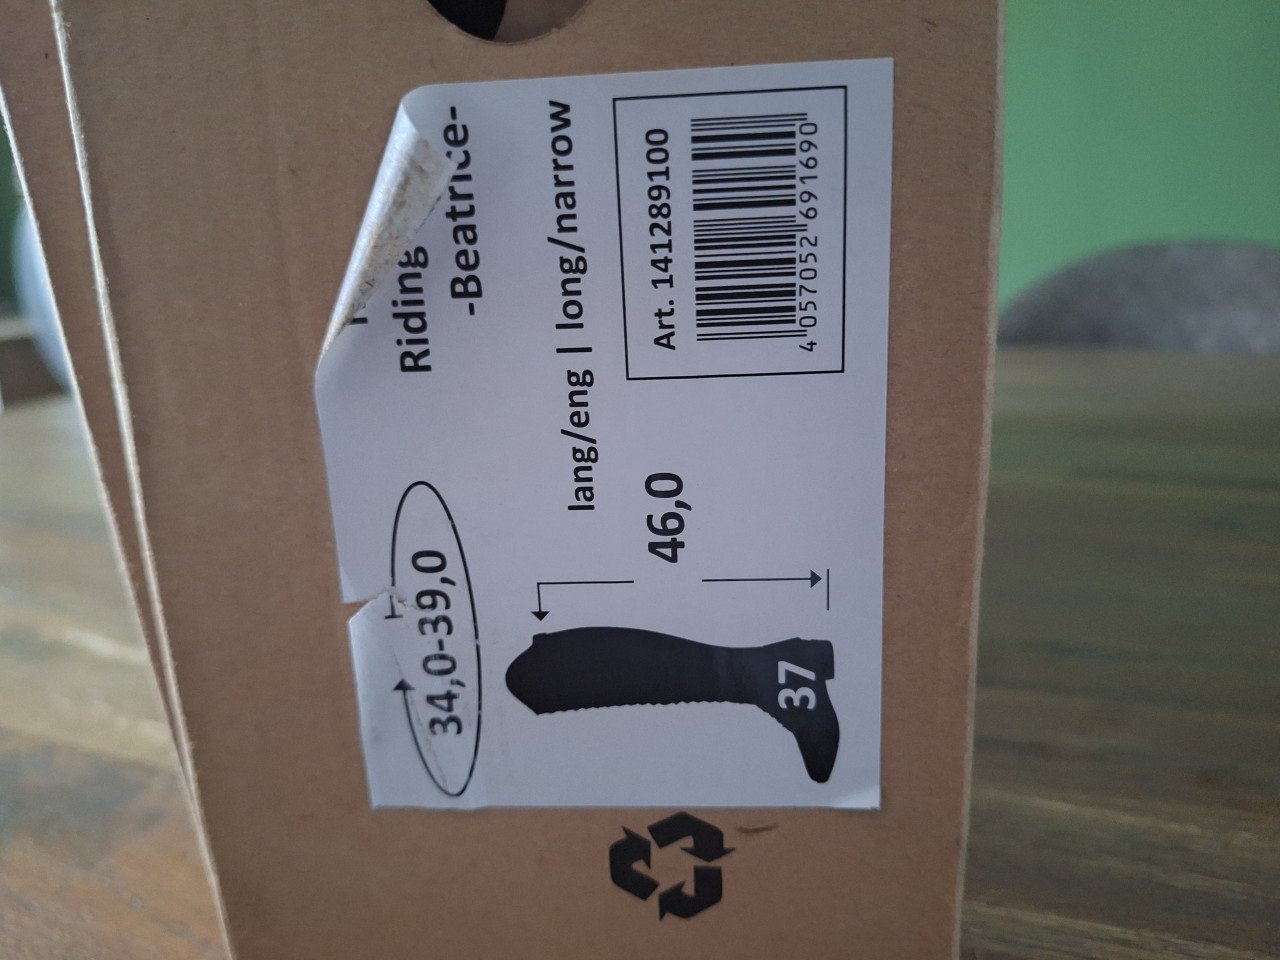 Riding
-Beatrice-
34,0-39,0
lang/eng | long/narrow
46,0
37
Art. 141289100
4 057052 691690